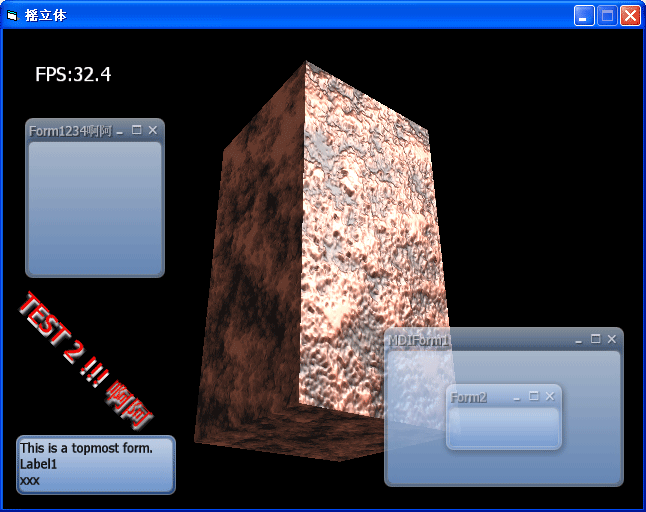 摇立体
FPS:32.4
Form1234啊阿
TEST 2 !!! 啊阿
MDIForm1
Form2
This is a topmost form.
Label1
xxx